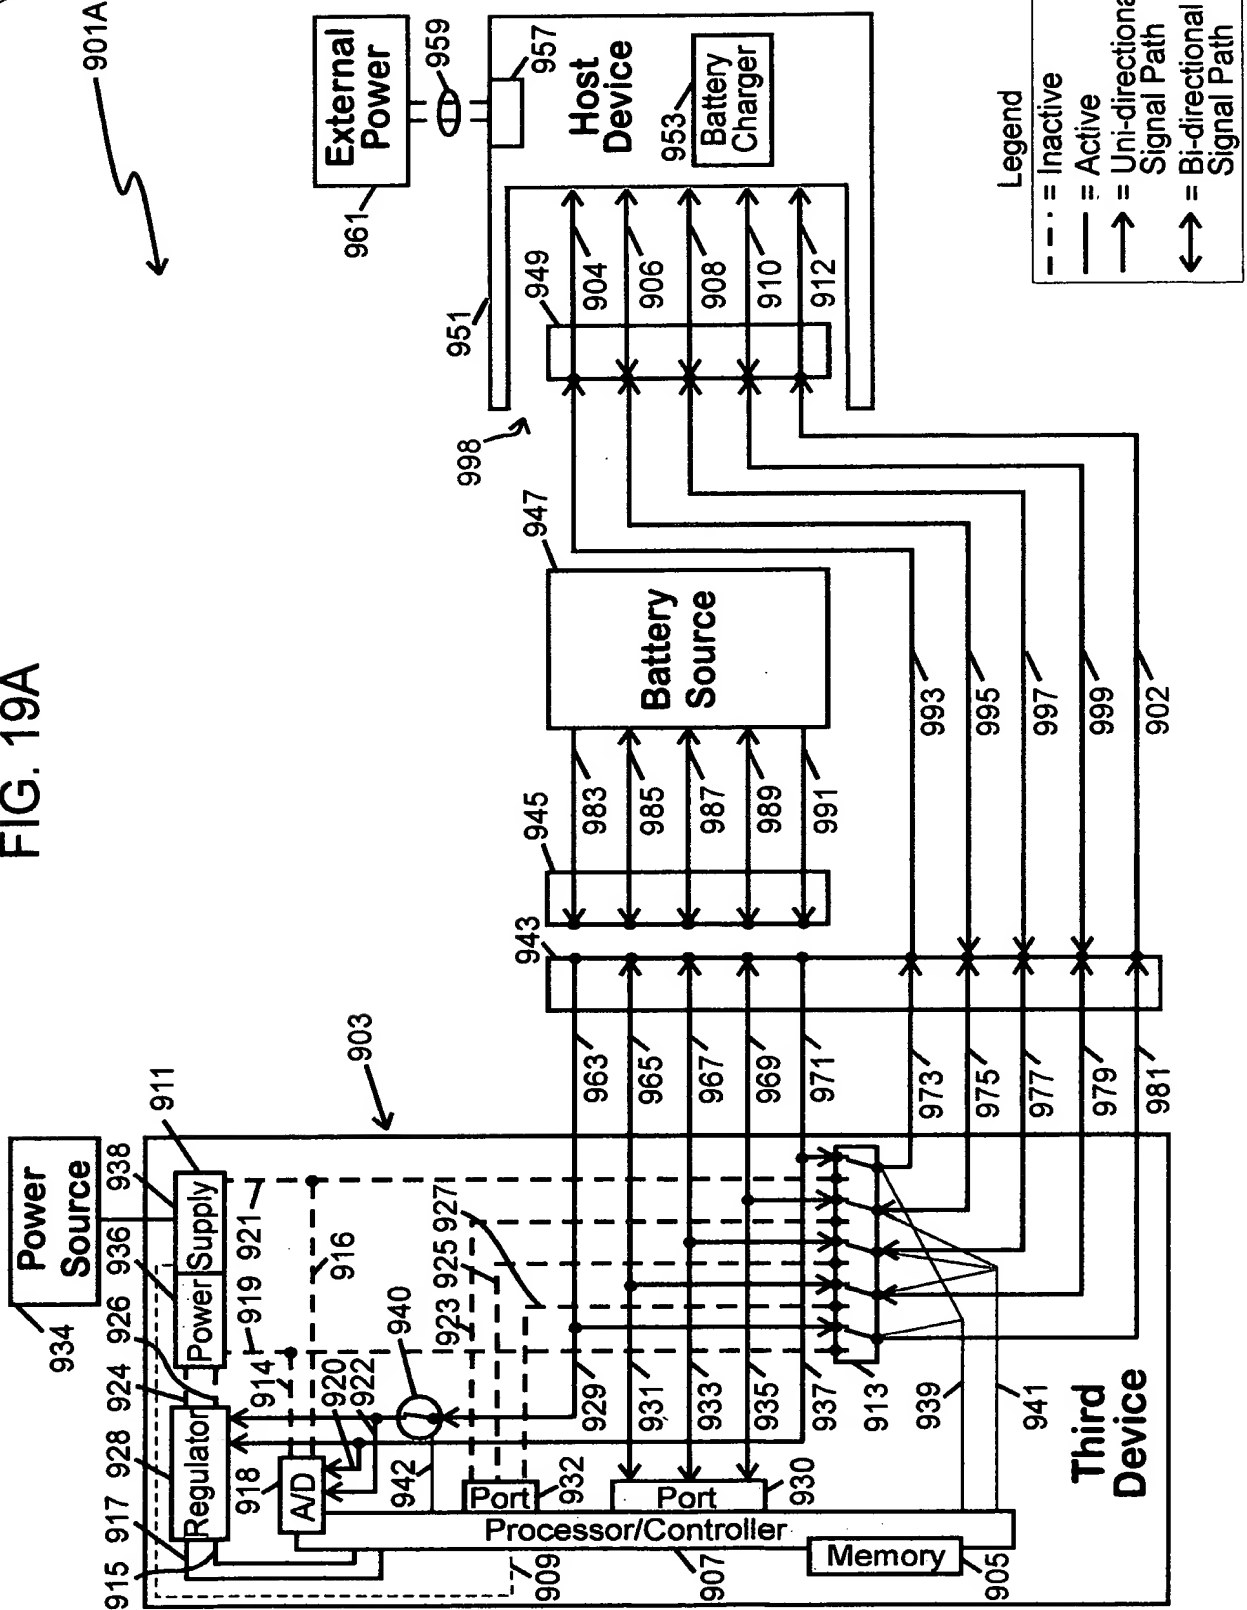 FIG. 19A
901A
External
Power
961
959
957
Host
Device
953
Battery
Charger
951
949
904
906
908
910
912
998
Legend
= Inactive
= Active
= Uni-directiona
Signal Path
= Bi-directional
Signal Path
947
Battery
Source
945
983
985
987
989
991
993
995
997
999
902
943
963
965
967
969
971
973
975
977
979
981
903
911
Power
Source
934
938
936
926
924
928
917
915
Power
Supply
Regulator
921
919
916
914
918
A/D
920
922
940
942
923
925
927
929
931
933
935
937
913
939
941
Port
932
Port
930
Processor/Controller
909
907
Memory
905
Third
Device